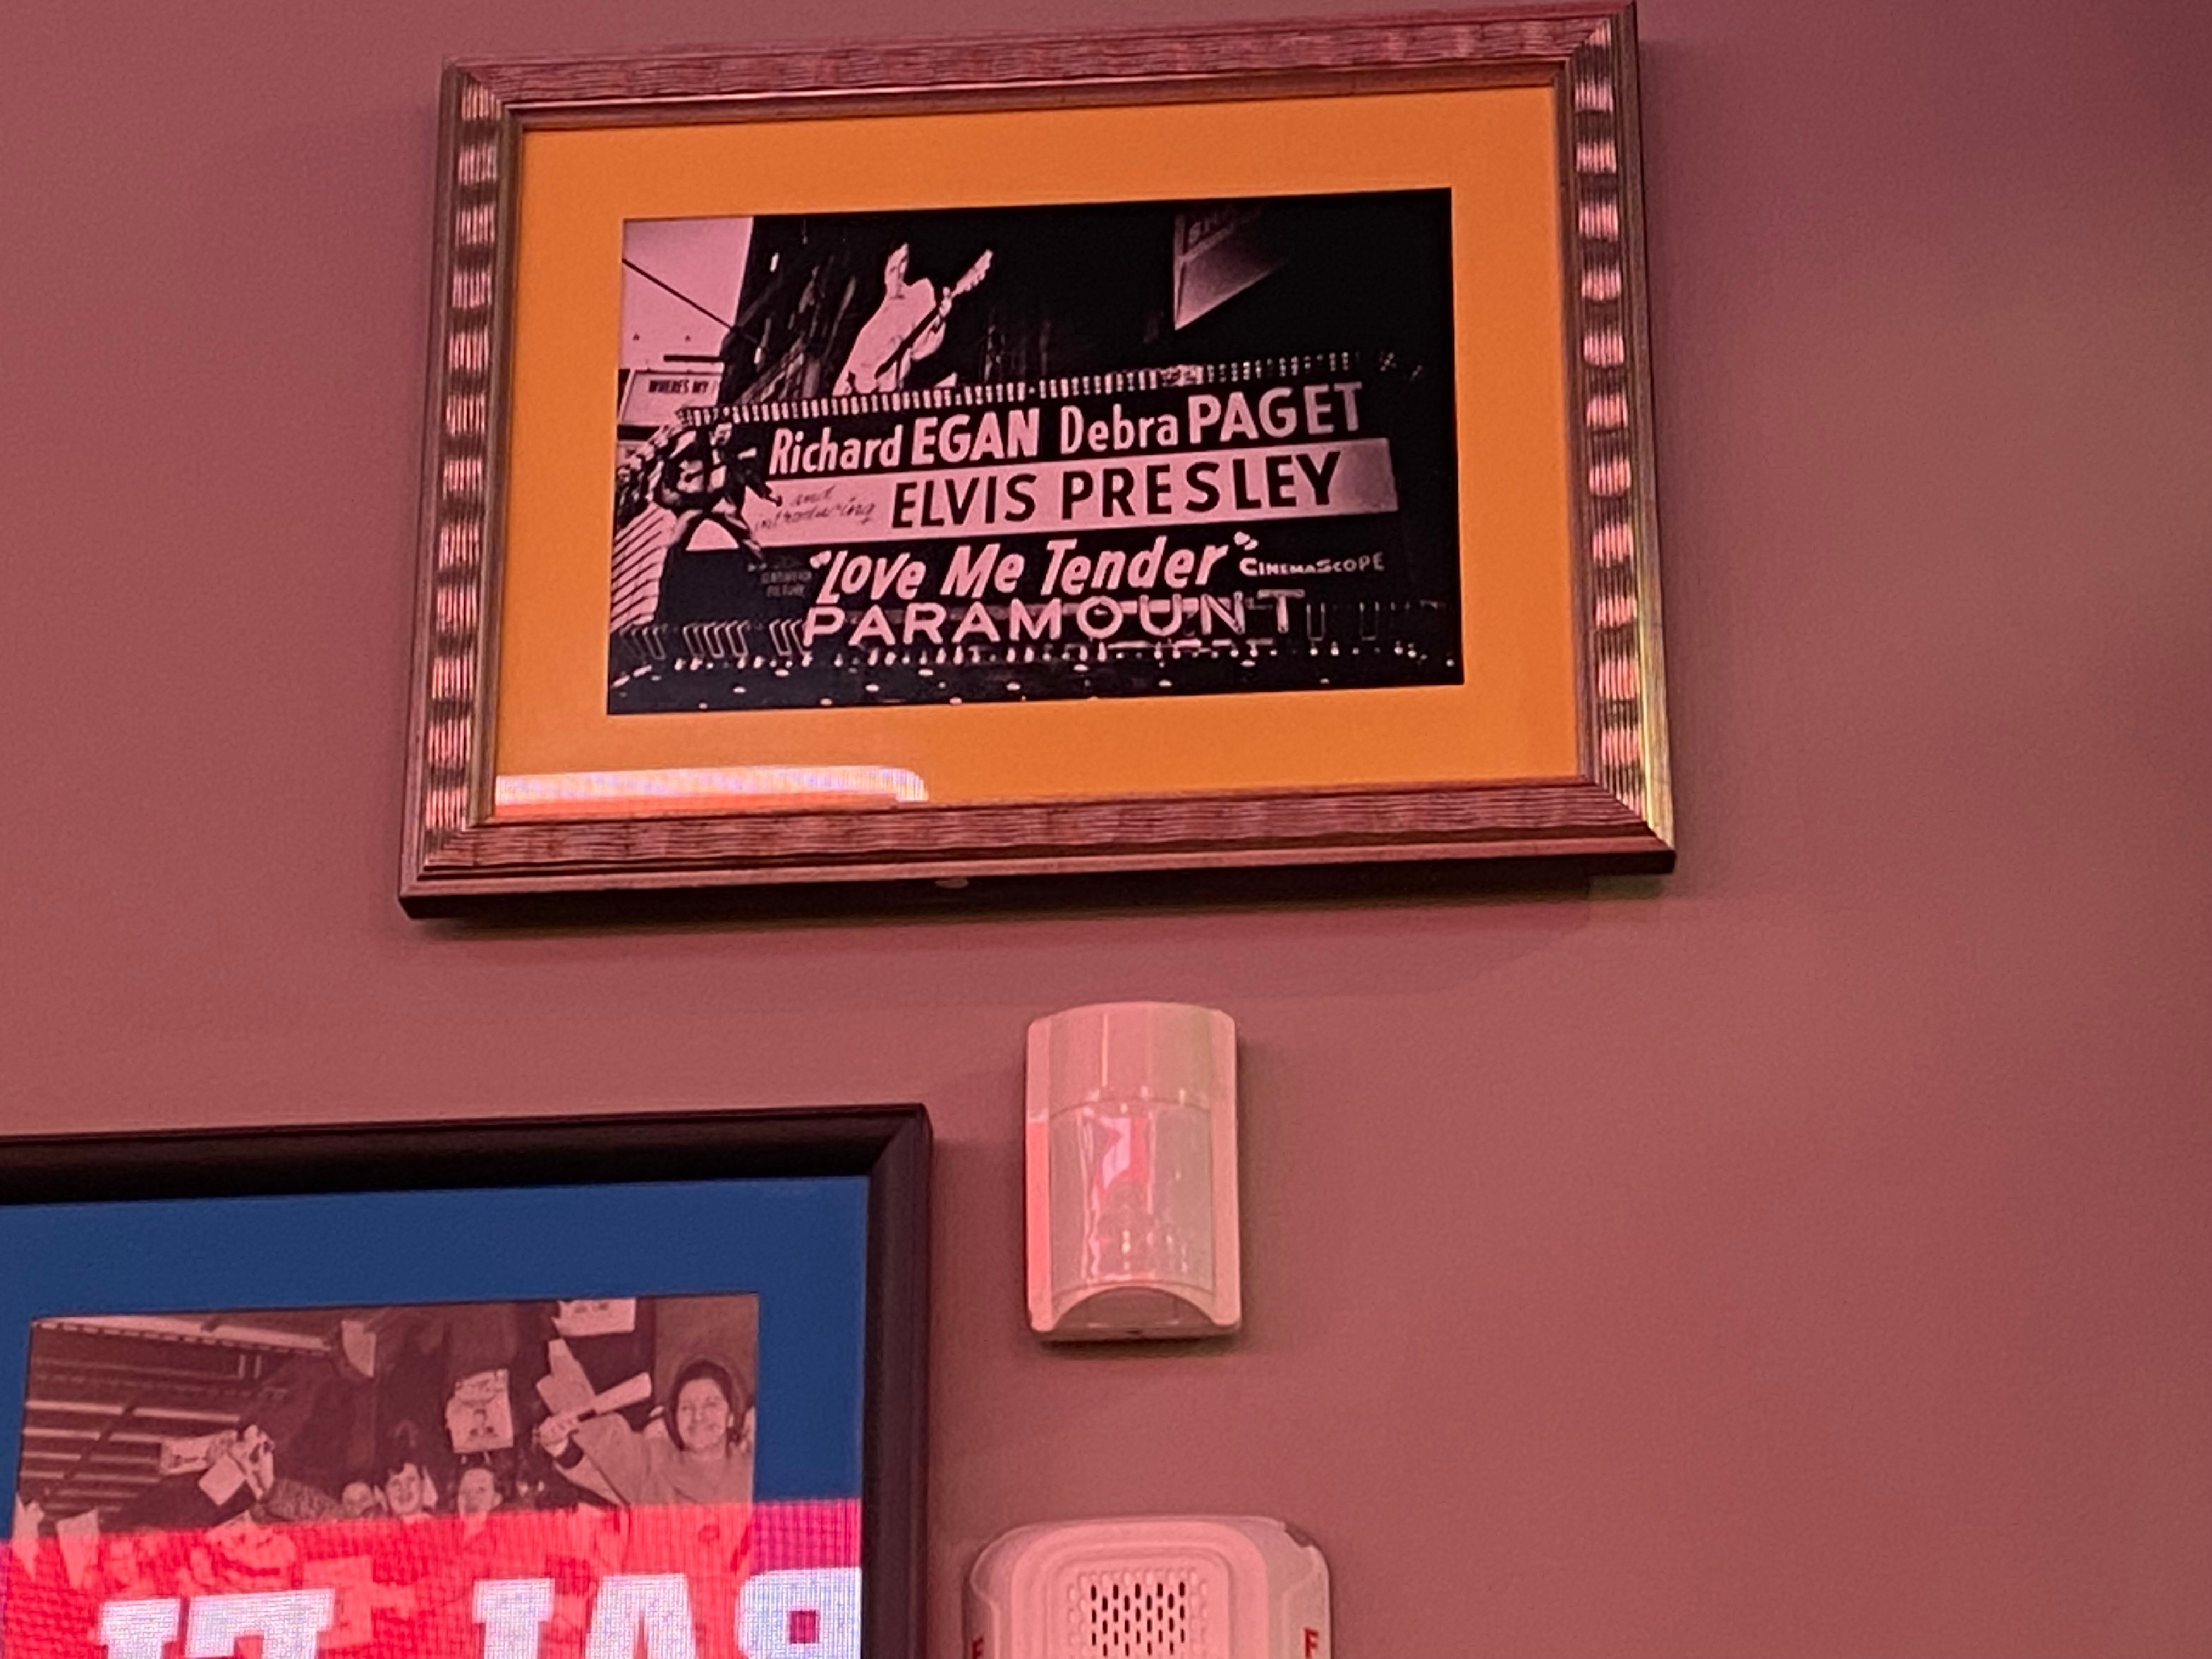 WHERE'S MY
Richard EGAN Debra PAGET
and
introducing ELVIS PRESLEY
"Love Me Tender" CINEMASCOPE
PARAMOUNT
F F